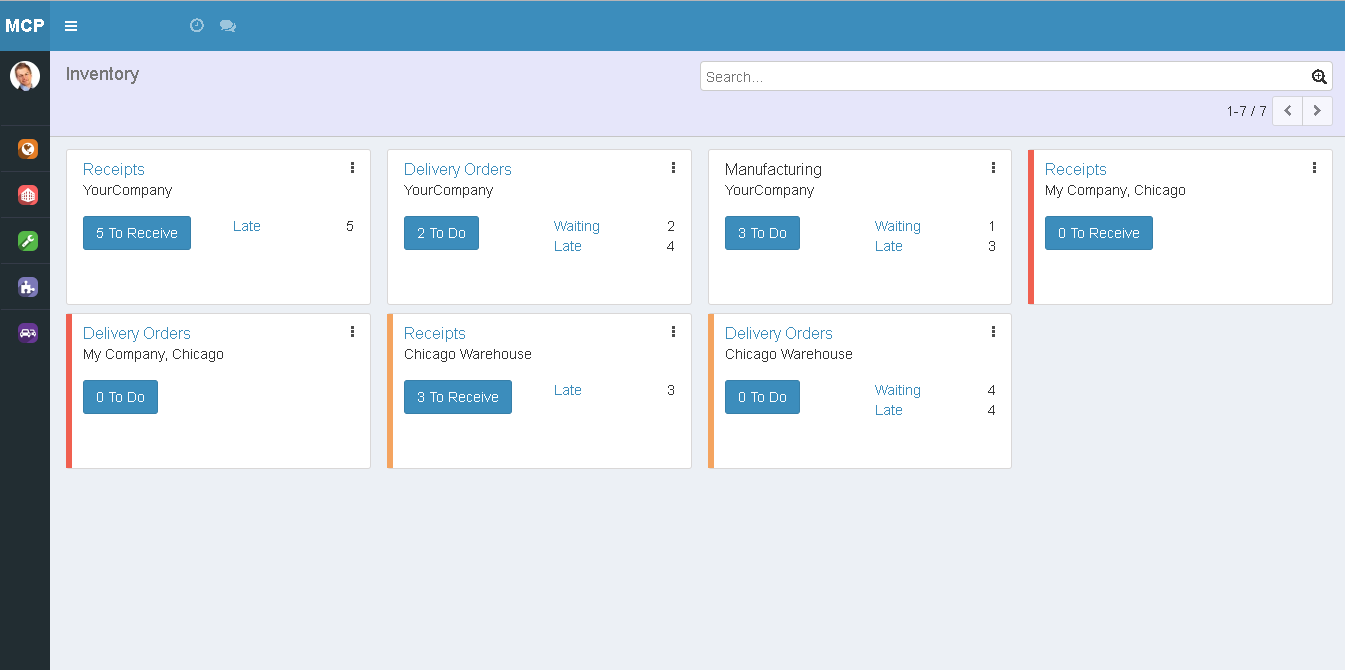 MCP
Inventory
Search...
1-7 / 7
Receipts
YourCompany
5 To Receive
Late 5
Delivery Orders
YourCompany
2 To Do
Waiting 2
Late 4
Manufacturing
YourCompany
3 To Do
Waiting 1
Late 3
Receipts
My Company, Chicago
0 To Receive
Delivery Orders
My Company, Chicago
0 To Do
Receipts
Chicago Warehouse
3 To Receive
Late 3
Delivery Orders
Chicago Warehouse
0 To Do
Waiting 4
Late 4